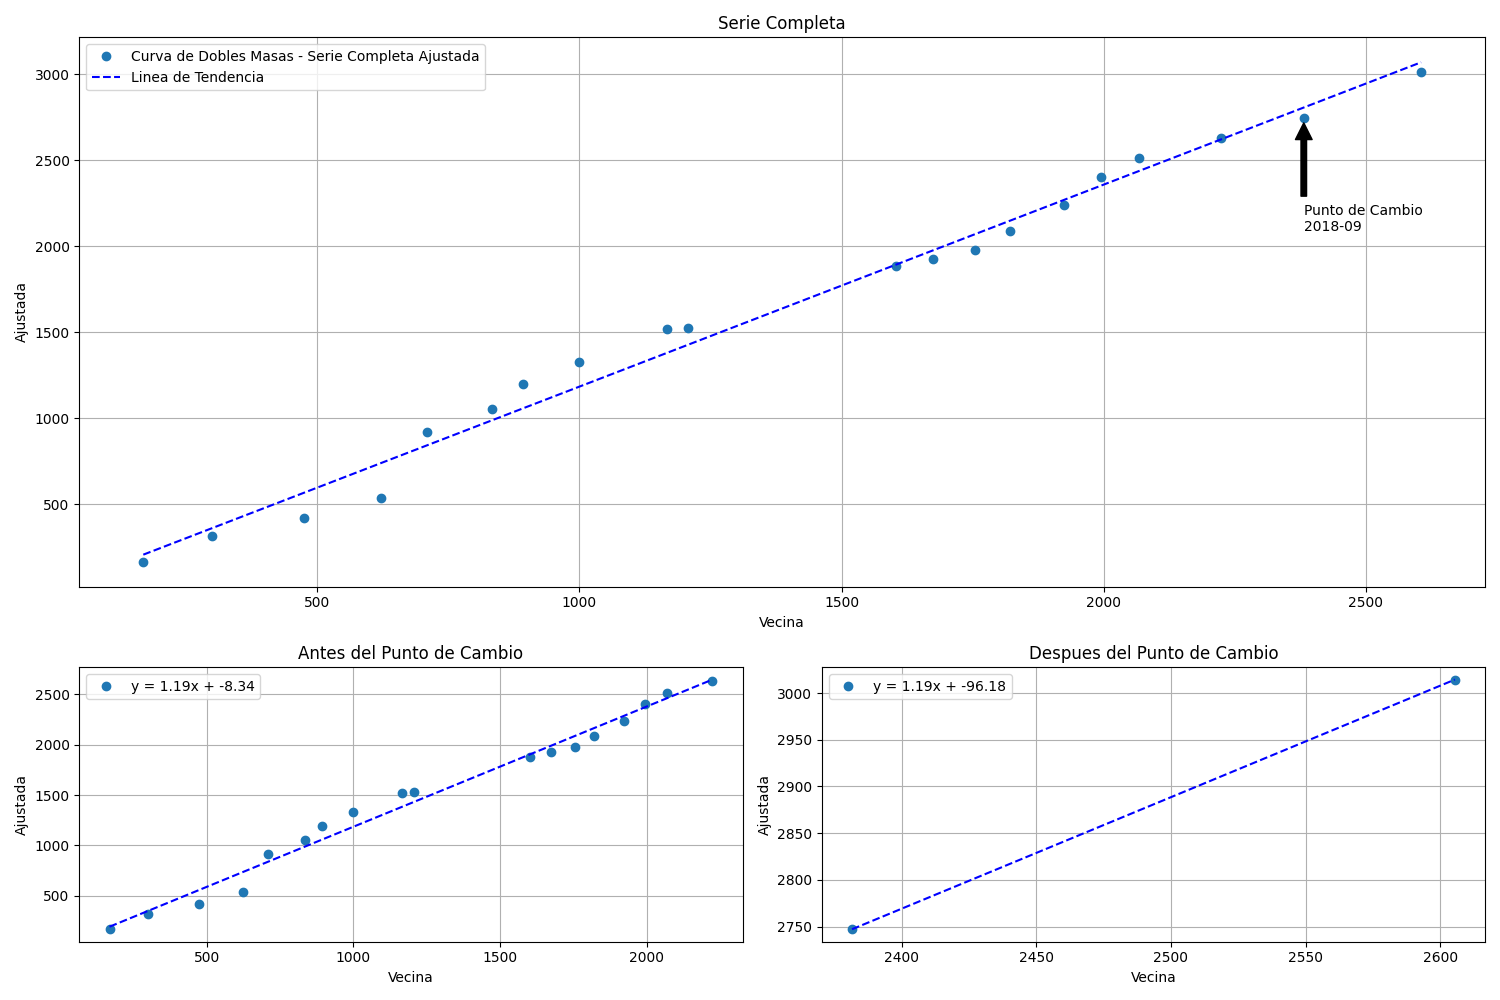 Serie Completa
Curva de Dobles Masas - Serie Completa Ajustada
Linea de Tendencia
3000
2500
2000
1500
1000
500
Ajustada
Punto de Cambio
2018-09
500
1000
1500
2000
2500
Vecina
Antes del Punto de Cambio
y = 1.19x + -8.34
2500
2000
1500
1000
500
Ajustada
500
1000
1500
2000
Vecina
Despues del Punto de Cambio
y = 1.19x + -96.18
3000
2950
2900
2850
2800
2750
Ajustada
2400
2450
2500
2550
2600
Vecina